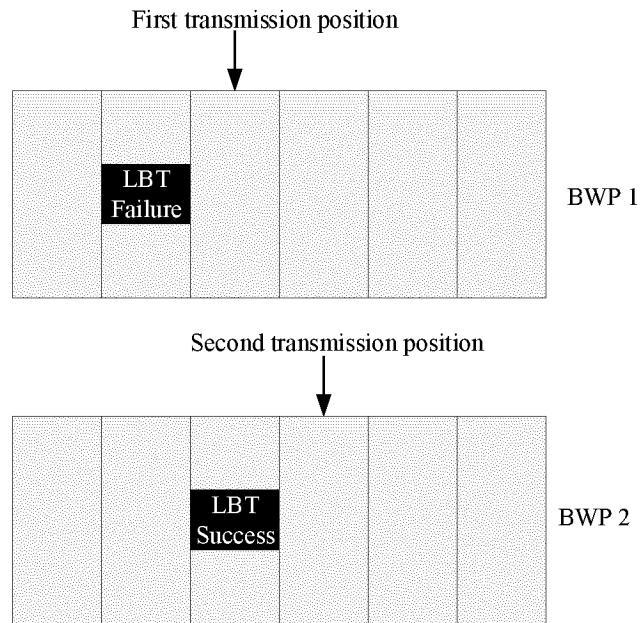 First transmission position
LBT
Failure
BWP 1
Second transmission position
LBT
Success
BWP 2